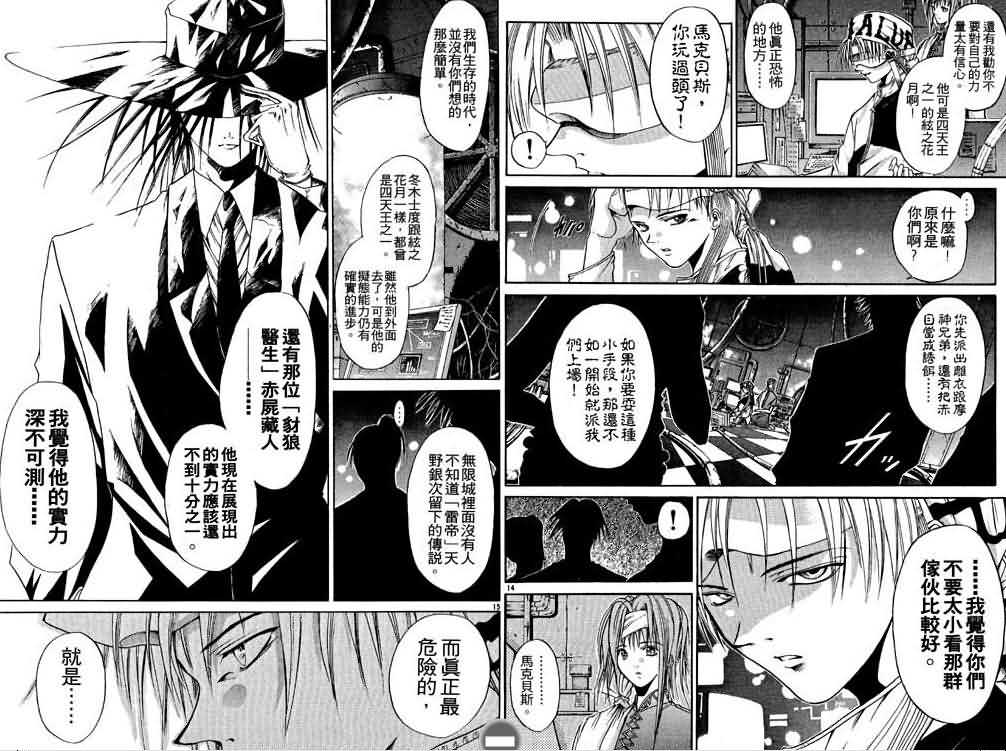 還有我勸你不
要對自己的力
量太有信心
他可是四天王
之一的絃之花
月啊！
他真正恐怖
的地方……
馬克貝斯，
你玩過頭了！
！
……
什麼嘛！
原來是
你們啊？
你先派出雕衣跟摩
神兄弟，還有把赤
目當成誘餌……
如果你要耍這種
小手段，那還不
如一開始就派我
們上場！
……我覺得你們
不要太小看那群
傢伙比較好。
！
………
馬克貝斯。
14
我們生存的時代，
並沒有你們想的
那麼簡單。
冬木士度跟絃之
花月一樣，都曾
是四天王之一。
雖然他到外面
去了，可是他的
擬態能力仍有
確實的進步。
……
無限城裡面沒有人
不知道「雷帝」天
野銀次留下的傳說。
還有那位「豺狼
醫生」赤屍藏人
………
他現在展現出
的實力應該還
不到十分之一。
我覺得他的實力
深不可測……
15
而真正最
危險的，
就是……